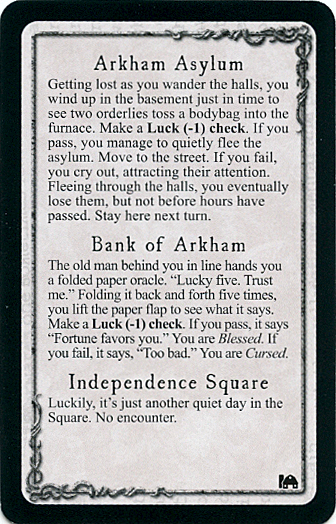 Arkham Asylum
Getting lost as you wander the halls, you
wind up in the basement just in time to
see two orderlies toss a bodybag into the
furnace. Make a Luck (-1) check. If you
pass, you manage to quietly flee the
asylum. Move to the street. If you fail,
you cry out, attracting their attention.
Fleeing through the halls, you eventually
lose them, but not before hours have
passed. Stay here next turn.
Bank of Arkham
The old man behind you in line hands you
a folded paper oracle. “Lucky five. Trust
me.” Folding it back and forth five times,
you lift the paper flap to see what it says.
Make a Luck (-1) check. If you pass, it says
“Fortune favors you.” You are Blessed. If
you fail, it says, “Too bad.” You are Cursed.
Independence Square
Luckily, it’s just another quiet day in the
Square. No encounter.